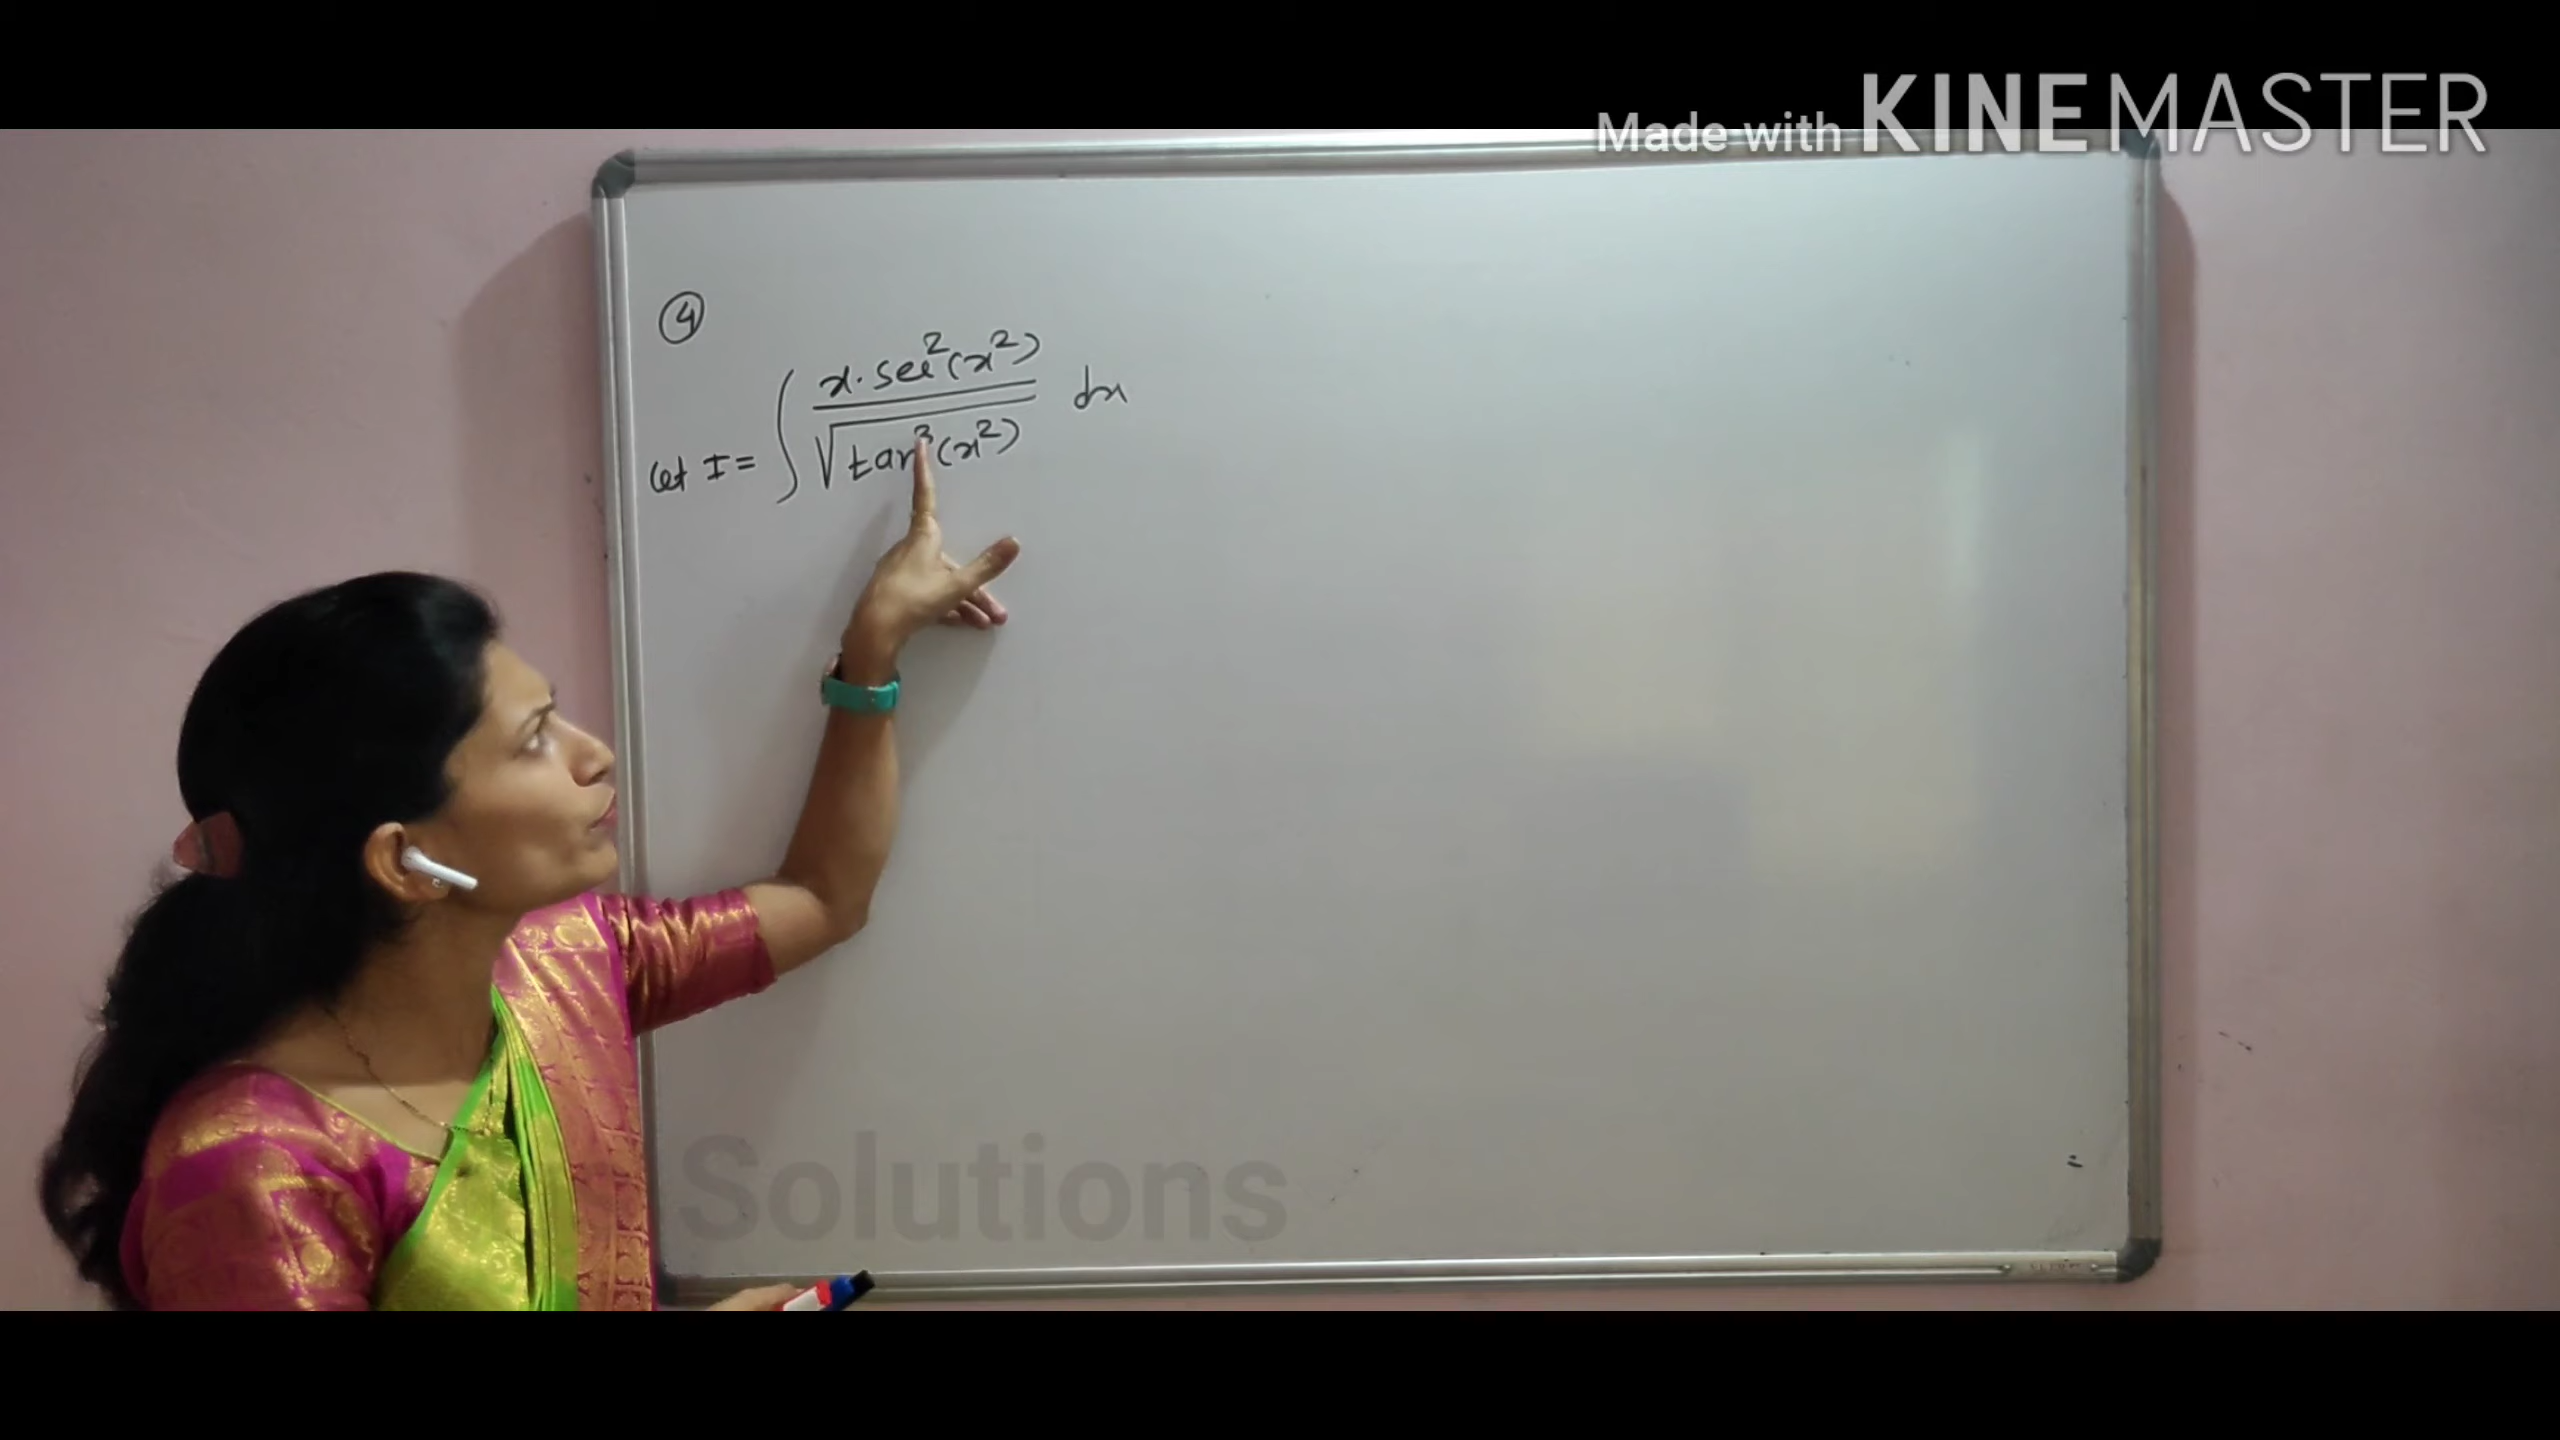 Made with KINEMASTER
④
Let I = ∫ x·sec²(x²) / √tan³(x²) dx
Solutions
=